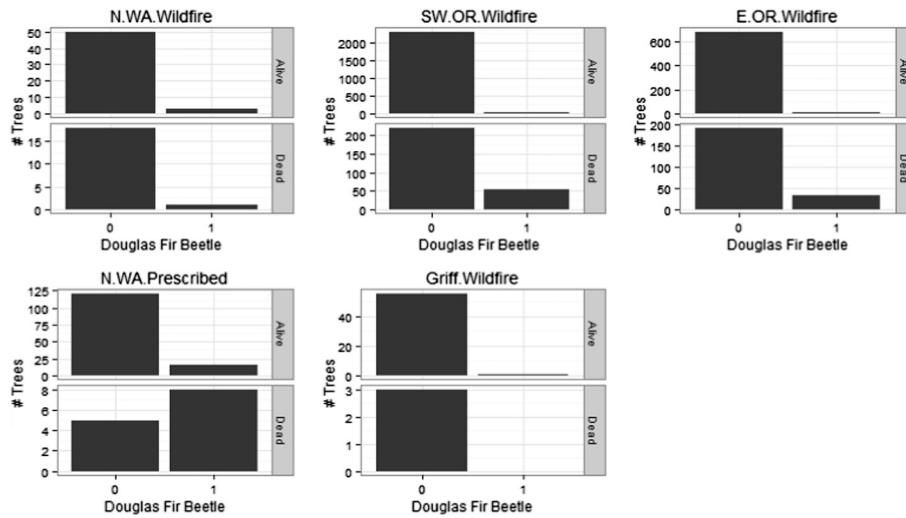 N.WA.Wildfire
# Trees
50
40
30
20
10
0
Alive
15
10
5
0
Dead
0 1
Douglas Fir Beetle
SW.OR.Wildfire
# Trees
2000
1500
1000
500
0
Alive
200
150
100
50
0
Dead
0 1
Douglas Fir Beetle
E.OR.Wildfire
# Trees
600
400
200
0
Alive
200
150
100
50
0
Dead
0 1
Douglas Fir Beetle
N.WA.Prescribed
# Trees
125
100
75
50
25
0
Alive
8
6
4
2
0
Dead
0 1
Douglas Fir Beetle
Griff.Wildfire
# Trees
40
20
0
Alive
3
2
1
0
Dead
0 1
Douglas Fir Beetle